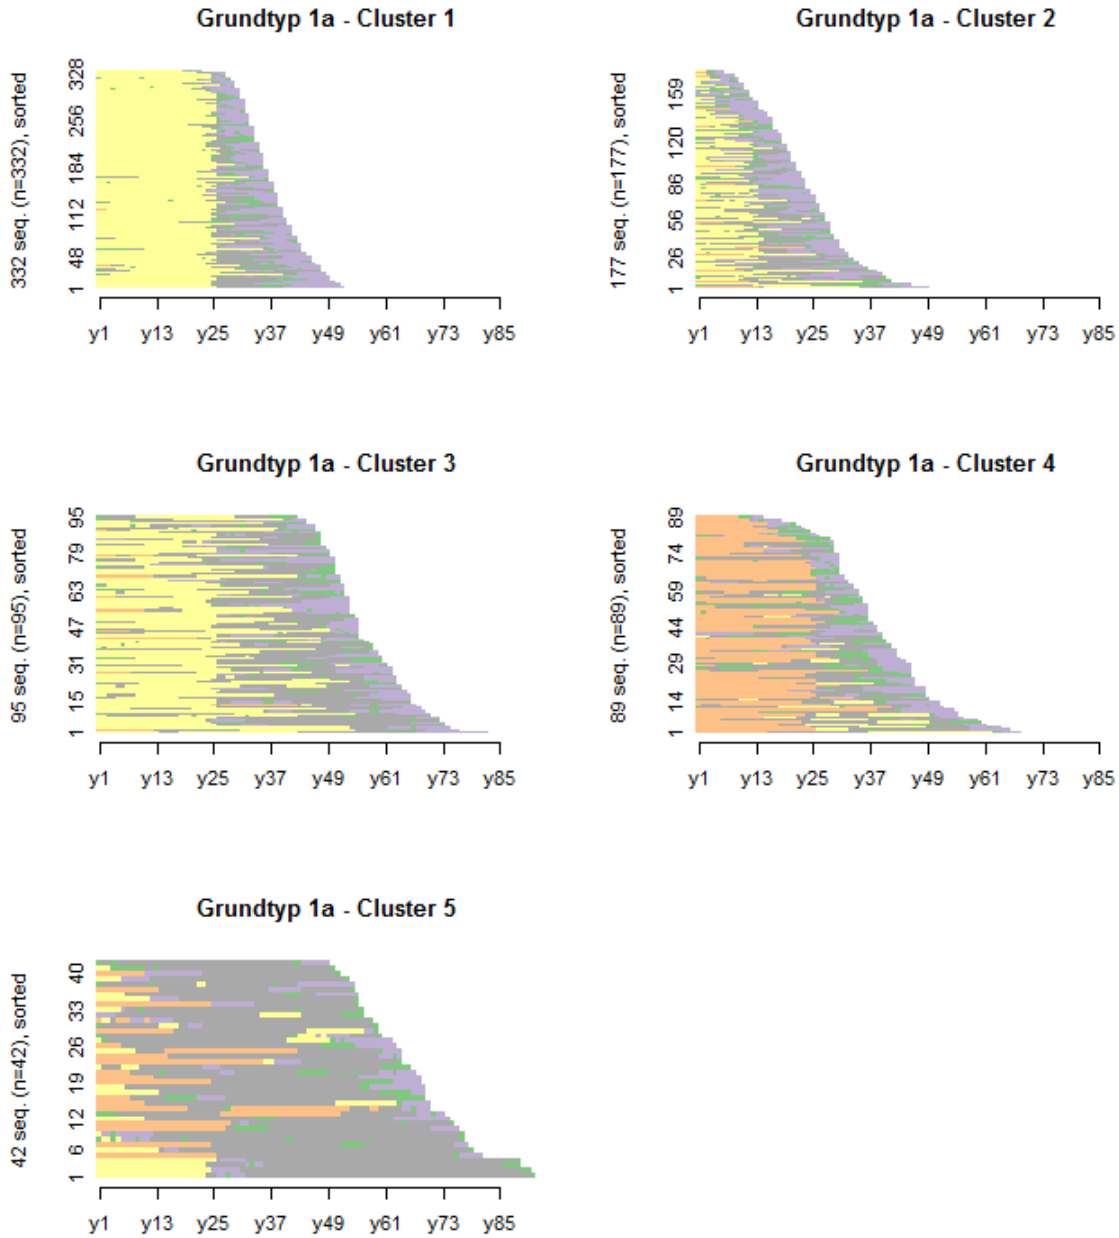 Grundtyp 1a - Cluster 1
332 seq. (n=332), sorted
1 48 112 184 256 328
y1 y13 y25 y37 y49 y61 y73 y85
Grundtyp 1a - Cluster 2
177 seq. (n=177), sorted
1 26 56 86 120 159
y1 y13 y25 y37 y49 y61 y73 y85
Grundtyp 1a - Cluster 3
95 seq. (n=95), sorted
1 15 31 47 63 79 95
y1 y13 y25 y37 y49 y61 y73 y85
Grundtyp 1a - Cluster 4
89 seq. (n=89), sorted
1 14 29 44 59 74 89
y1 y13 y25 y37 y49 y61 y73 y85
Grundtyp 1a - Cluster 5
42 seq. (n=42), sorted
1 6 12 19 26 33 40
y1 y13 y25 y37 y49 y61 y73 y85